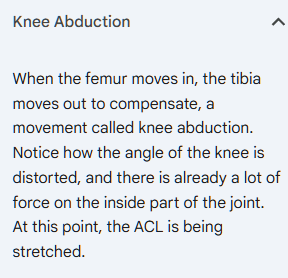 Knee Abduction
When the femur moves in, the tibia
moves out to compensate, a
movement called knee abduction.
Notice how the angle of the knee is
distorted, and there is already a lot of
force on the inside part of the joint.
At this point, the ACL is being
stretched.